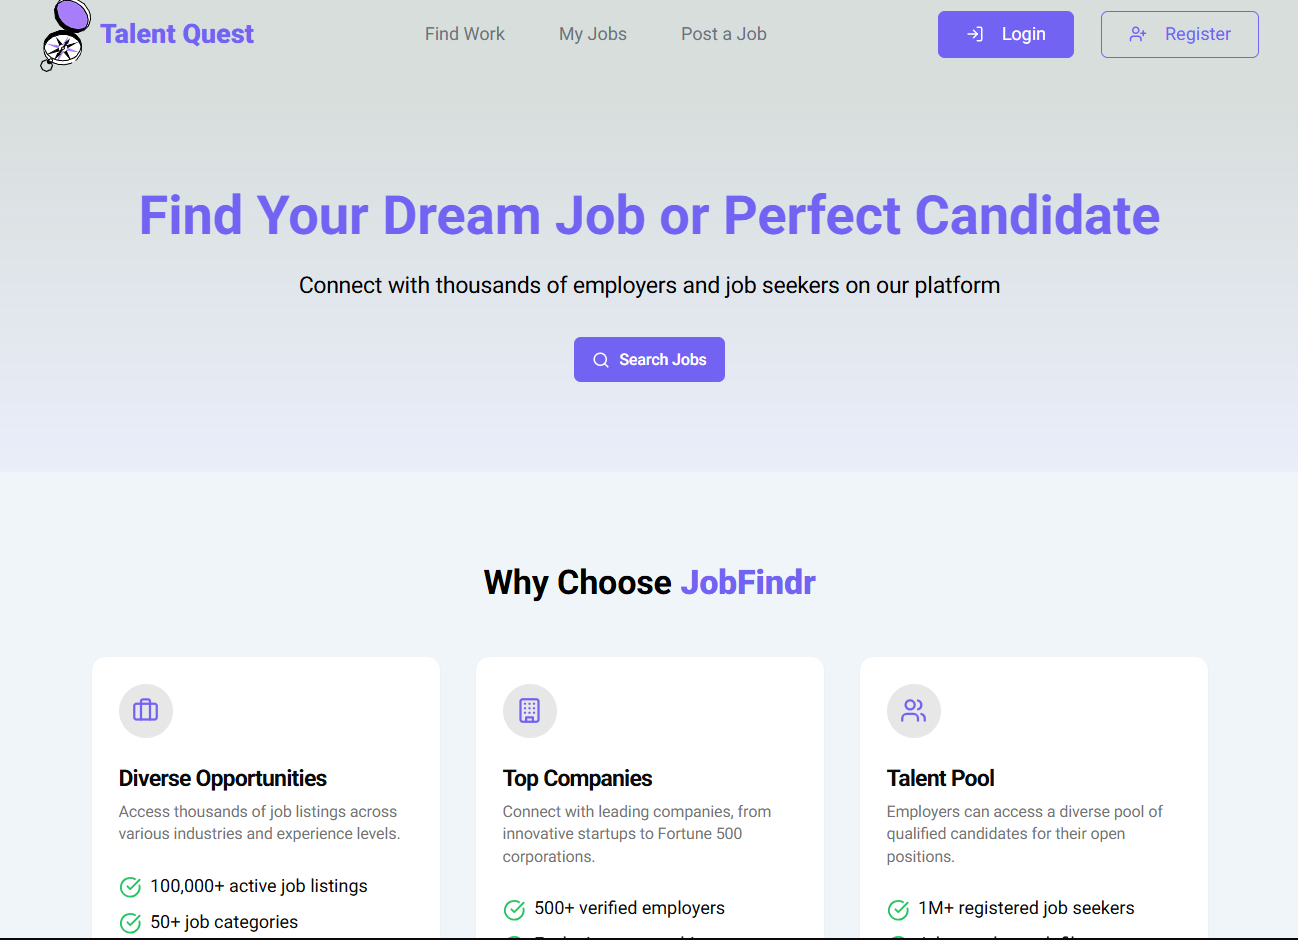 Talent Quest
Find Work
My Jobs
Post a Job
Login
Register
Find Your Dream Job or Perfect Candidate
Connect with thousands of employers and job seekers on our platform
Search Jobs
Why Choose JobFindr
Diverse Opportunities
Access thousands of job listings across
various industries and experience levels.
100,000+ active job listings
50+ job categories
Top Companies
Connect with leading companies, from
innovative startups to Fortune 500
corporations.
500+ verified employers
Talent Pool
Employers can access a diverse pool of
qualified candidates for their open
positions.
1M+ registered job seekers